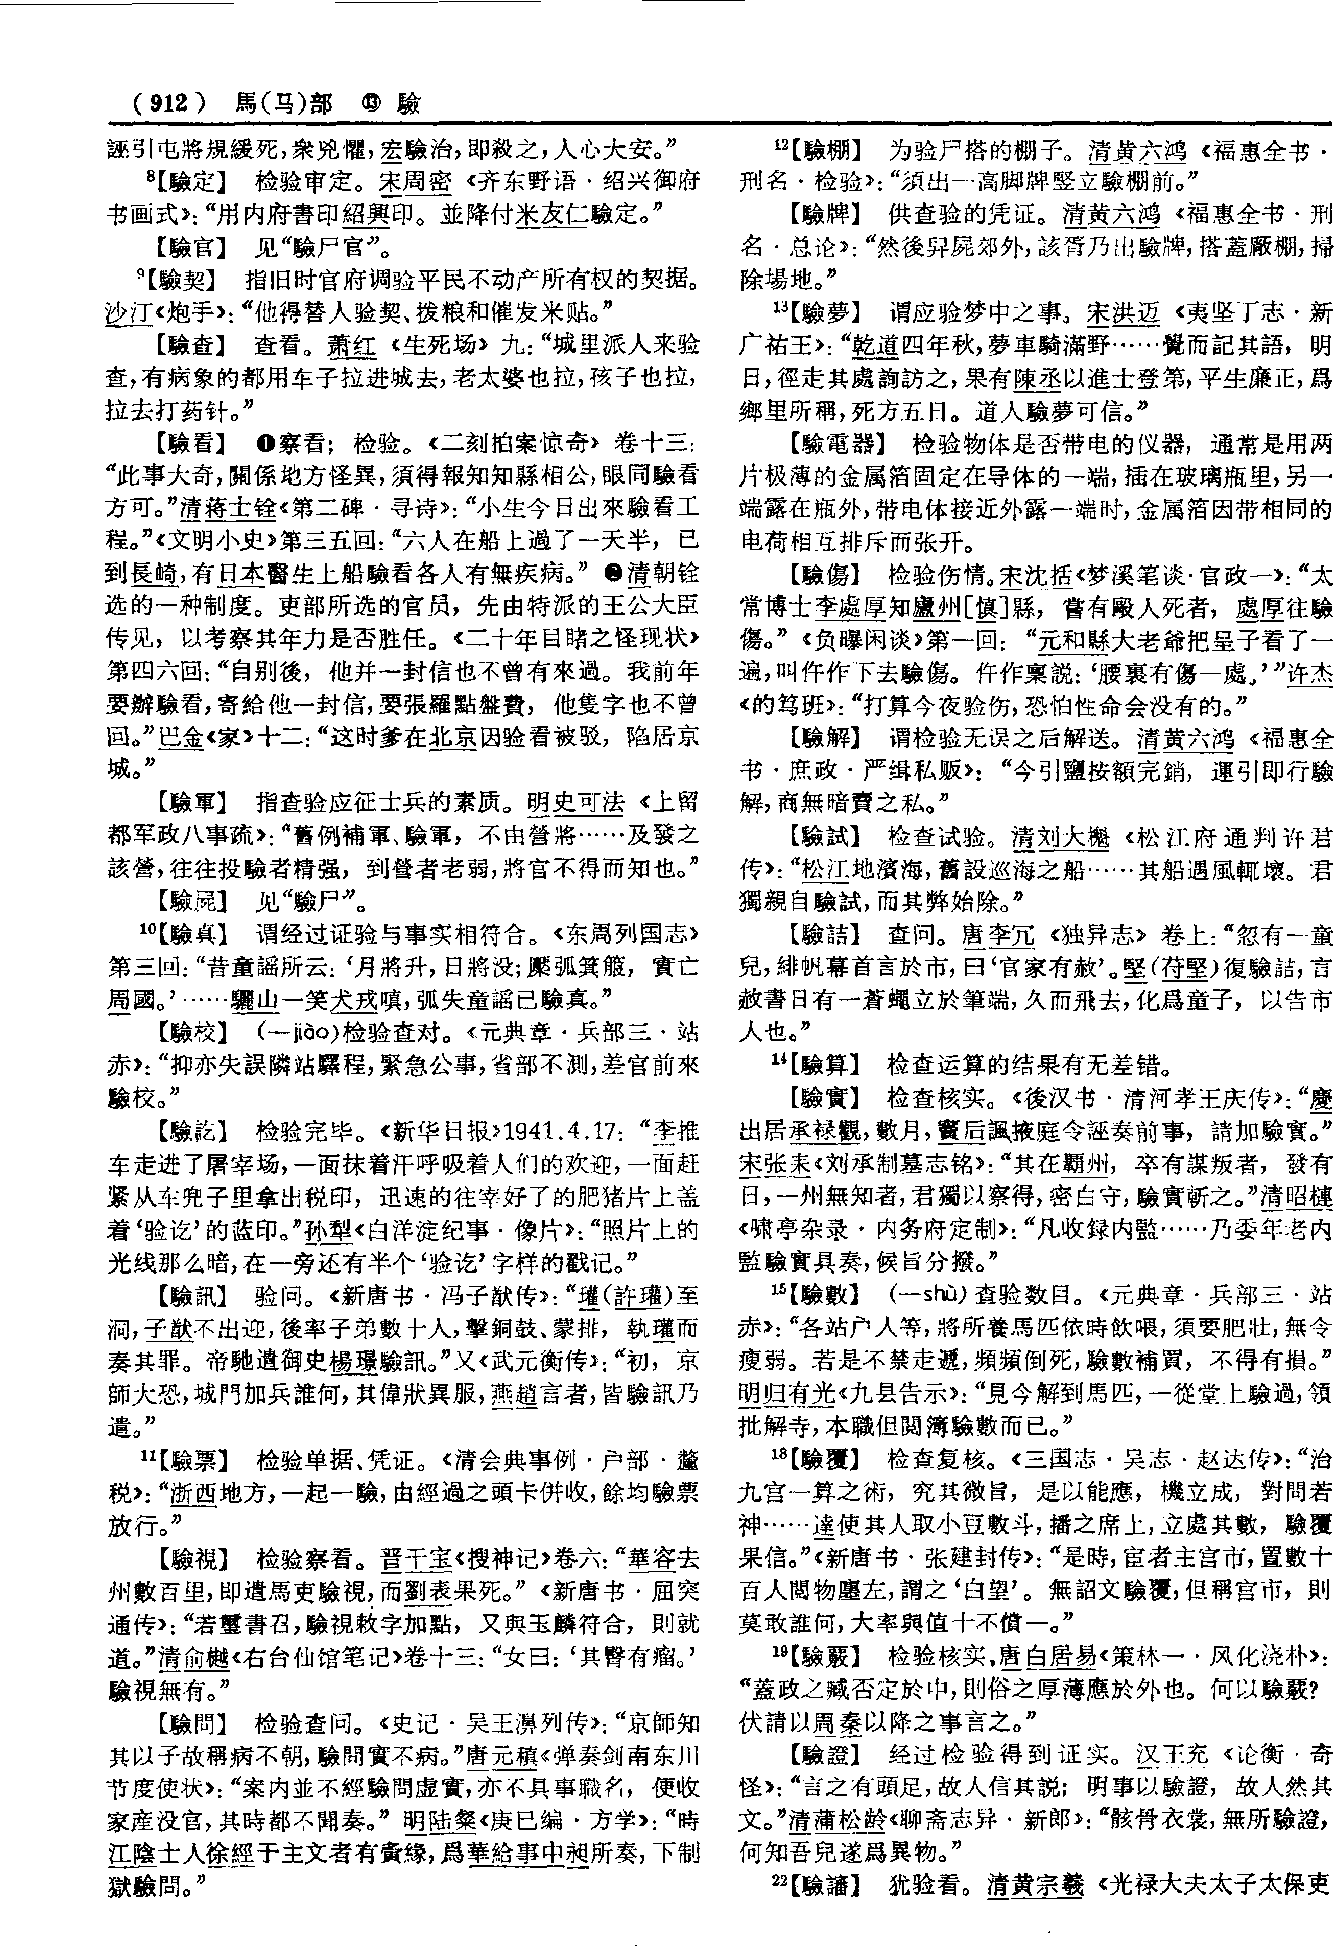 (912) 馬(马)部 ⑬ 驗
誣引屯將規緩死,衆兇懼,宏驗治,即殺之,人心大安。”
8【驗定】 检验审定。宋周密《齐东野语·绍兴御府
书画式》:“用内府書印紹興印。並降付米友仁驗定。”
【驗官】 见“驗尸官”。
9【驗契】 指旧时官府调验平民不动产所有权的契据。
沙汀《炮手》:“他得替人验契、拨粮和催发米贴。”
【驗查】 查看。萧红《生死场》九:“城里派人来验
查,有病象的都用车子拉进城去,老太婆也拉,孩子也拉,
拉去打药针。”
【驗看】 ❶察看;检验。《二刻拍案惊奇》卷十三:
“此事大奇,關係地方怪異,須得報知知縣相公,眼同驗看
方可。”清蒋士铨《第二碑·寻诗》:“小生今日出來驗看工
程。”《文明小史》第三五回:“六人在船上過了一天半,已
到長崎,有日本醫生上船驗看各人有無疾病。” ❷清朝铨
选的一种制度。吏部所选的官员,先由特派的王公大臣
传见,以考察其年力是否胜任。《二十年目睹之怪现状》
第四六回:“自别後,他并一封信也不曾有來過。我前年
要辦驗看,寄給他一封信,要張羅點盤費,他隻字也不曾
回。”巴金《家》十二:“这时爹在北京因验看被驳,陷居京
城。”
【驗軍】 指查验应征士兵的素质。明史可法《上留
都军政八事疏》:“舊例補軍、驗軍,不由營將……及發之
該營,往往投驗者精强,到營者老弱,將官不得而知也。”
【驗屍】 见“驗尸”。
10【驗真】 谓经过证验与事实相符合。《东周列国志》
第三回:“昔童謡所云:‘月將升,日將没;檿弧箕箙,實亡
周國。’……驪山一笑犬戎嗔,弧矢童謡已驗真。”
【驗校】 (—jiào)检验查对。《元典章·兵部三·站
赤》:“抑亦失誤隣站驛程,緊急公事,省部不測,差官前來
驗校。”
【驗訖】 检验完毕。《新华日报》1941.4.17:“李推
车走进了屠宰场,一面抹着汗呼吸着人们的欢迎,一面赶
紧从车兜子里拿出税印,迅速的往宰好了的肥猪片上盖
着‘验讫’的蓝印。”孙犁《白洋淀纪事·像片》:“照片上的
光线那么暗,在一旁还有半个‘验讫’字样的戳记。”
【驗訊】 验问。《新唐书·冯子猷传》:“瓘(許瓘)至
洞,子猷不出迎,後率子弟數十人,擊銅鼓、蒙排,執瓘而
奏其罪。帝馳遣御史楊璟驗訊。”又《武元衡传》:“初,京
師大恐,城門加兵誰何,其偉狀異服,燕趙言者,皆驗訊乃
遣。”
11【驗票】 检验单据、凭证。《清会典事例·户部·釐
税》:“浙西地方,一起一驗,由經過之頭卡併收,餘均驗票
放行。”
【驗視】 检验察看。晋干宝《搜神记》卷六:“華容去
州數百里,即遣馬吏驗視,而劉表果死。”《新唐书·屈突
通传》:“若璽書召,驗視敕字加點,又與玉麟符合,則就
道。”清俞樾《右台仙馆笔记》卷十三:“女曰:‘其臀有瘤。’
驗視無有。”
【驗問】 检验查问。《史记·吴王濞列传》:“京師知
其以子故稱病不朝,驗問實不病。”唐元稹《弹奏剑南东川
节度使状》:“案内並不經驗問虚實,亦不具事職名,便收
家産没官,其時都不聞奏。”明陆粲《庚巳编·方学》:“時
江陰士人徐經于主文者有夤缘,爲華給事中昶所奏,下制
獄驗問。”
12【驗棚】 为验尸搭的棚子。清黄六鸿《福惠全书·
刑名·检验》:“須出一高脚牌竪立驗棚前。”
【驗牌】 供查验的凭证。清黄六鸿《福惠全书·刑
名·总论》:“然後舁屍郊外,該胥乃出驗牌,搭蓋廠棚,掃
除場地。”
13【驗夢】 谓应验梦中之事。宋洪迈《夷坚丁志·新
广祐王》:“乾道四年秋,夢車騎滿野……覺而記其語,明
日,徑走其處詢訪之,果有陳丞以進士登第,平生廉正,爲
鄉里所稱,死方五日。道人驗夢可信。”
【驗電器】 检验物体是否带电的仪器,通常是用两
片极薄的金属箔固定在导体的一端,插在玻璃瓶里,另一
端露在瓶外,带电体接近外露一端时,金属箔因带相同的
电荷相互排斥而张开。
【驗傷】 检验伤情。宋沈括《梦溪笔谈·官政一》:“太
常博士李處厚知廬州[慎]縣,嘗有毆人死者,處厚往驗
傷。”《负曝闲谈》第一回:“元和縣大老爺把呈子看了一
遍,叫仵作下去驗傷。仵作稟説:‘腰裏有傷一處。’”许杰
《的笃班》:“打算今夜验伤,恐怕性命会没有的。”
【驗解】 谓检验无误之后解送。清黄六鸿《福惠全
书·庶政·严缉私贩》:“今引鹽按額完銷,運引即行驗
解,商無暗賣之私。”
【驗試】 检查试验。清刘大櫆《松江府通判许君
传》:“松江地濱海,舊設巡海之船……其船遇風輒壞。君
獨親自驗試,而其弊始除。”
【驗詰】 查问。唐李冗《独异志》卷上:“忽有一童
兒,緋帆幕首言於市,曰‘官家有赦’。堅(苻堅)復驗詰,言
赦書日有一蒼蠅立於筆端,久而飛去,化爲童子,以告市
人也。”
14【驗算】 检查运算的结果有无差错。
【驗實】 检查核实。《後汉书·清河孝王庆传》:“慶
出居承禄觀,數月,竇后諷掖庭令誣奏前事,請加驗實。”
宋张耒《刘承制墓志铭》:“其在潁州,卒有謀叛者,發有
日,一州無知者,君獨以察得,密白守,驗實斬之。”清昭槤
《啸亭杂录·内务府定制》:“凡收録内監……乃委年老内
監驗實具奏,候旨分撥。”
15【驗數】 (—shù)查验数目。《元典章·兵部三·站
赤》:“各站户人等,將所養馬匹依時飲喂,須要肥壯,無令
瘦弱。若是不禁走遞,頻頻倒死,驗數補買,不得有損。”
明归有光《九县告示》:“見今解到馬匹,一從堂上驗過,領
批解寺,本職但閲簿驗數而已。”
18【驗覆】 检查复核。《三国志·吴志·赵达传》:“治
九宫一算之術,究其微旨,是以能應,機立成,對問若
神……達使其人取小豆數斗,播之席上,立處其數,驗覆
果信。”《新唐书·张建封传》:“是時,宦者主宫市,置數十
百人閲物廛左,謂之‘白望’。無詔文驗覆,但稱宫市,則
莫敢誰何,大率與值十不償一。”
19【驗覈】 检验核实。唐白居易《策林一·风化浇朴》:
“蓋政之臧否定於中,則俗之厚薄應於外也。何以驗覈?
伏請以周秦以降之事言之。”
【驗證】 经过检验得到证实。汉王充《论衡·奇
怪》:“言之有頭足,故人信其説;明事以驗證,故人然其
文。”清蒲松龄《聊斋志异·新郎》:“骸骨衣裳,無所驗證,
何知吾兒遂爲異物。”
22【驗讅】 犹验看。清黄宗羲《光禄大夫太子太保吏